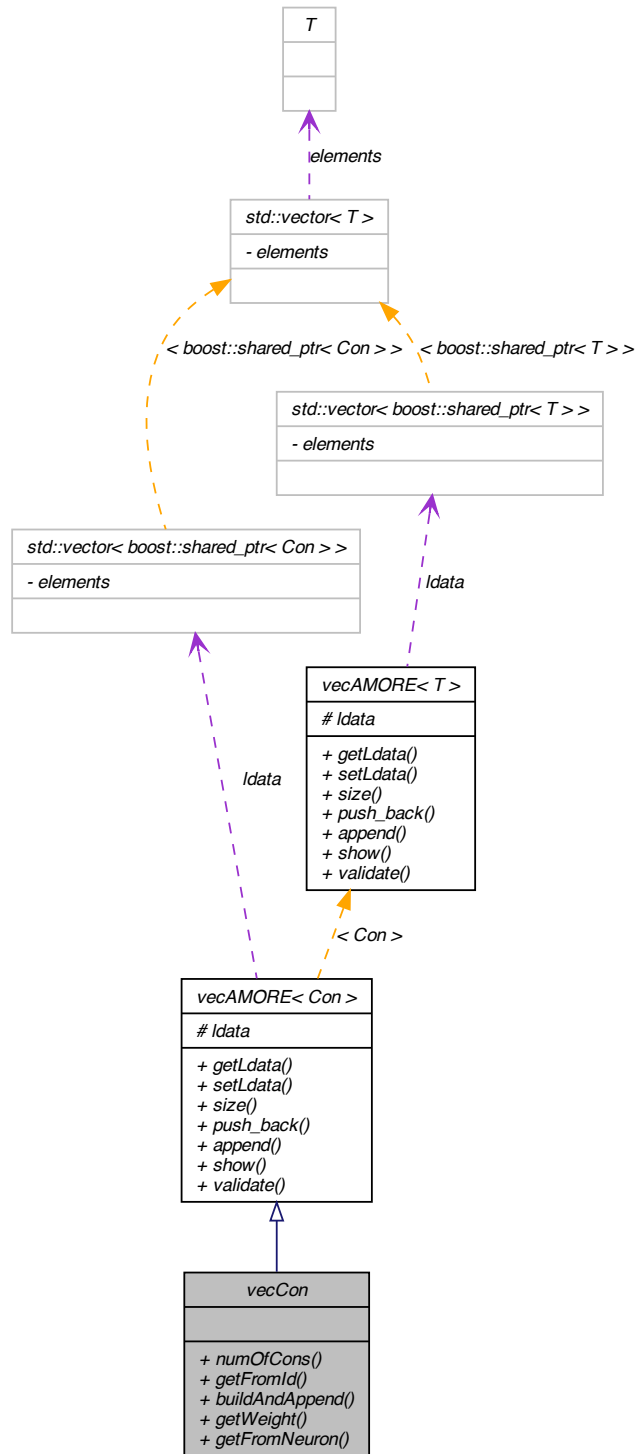 T
elements
std::vector< T >
- elements
< boost::shared_ptr< Con > >
< boost::shared_ptr< T > >
std::vector< boost::shared_ptr< T > >
- elements
std::vector< boost::shared_ptr< Con > >
- elements
ldata
vecAMORE< T >
# ldata
+ getLdata()
+ setLdata()
+ size()
+ push_back()
+ append()
+ show()
+ validate()
ldata
< Con >
vecAMORE< Con >
# ldata
+ getLdata()
+ setLdata()
+ size()
+ push_back()
+ append()
+ show()
+ validate()
vecCon
+ numOfCons()
+ getFromId()
+ buildAndAppend()
+ getWeight()
+ getFromNeuron()